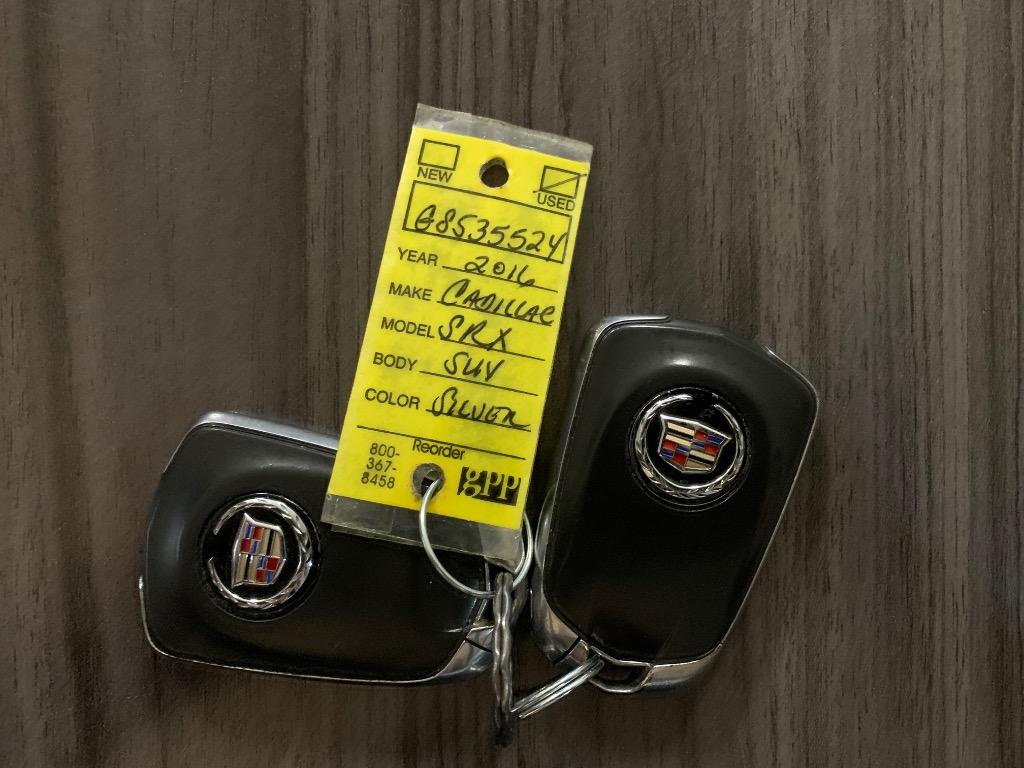 NEW
USED
G8535524
YEAR 2016
MAKE CADILLAC
MODEL SRX
BODY SUV
COLOR SILVER
Reorder
800-
367-
8458
gpp